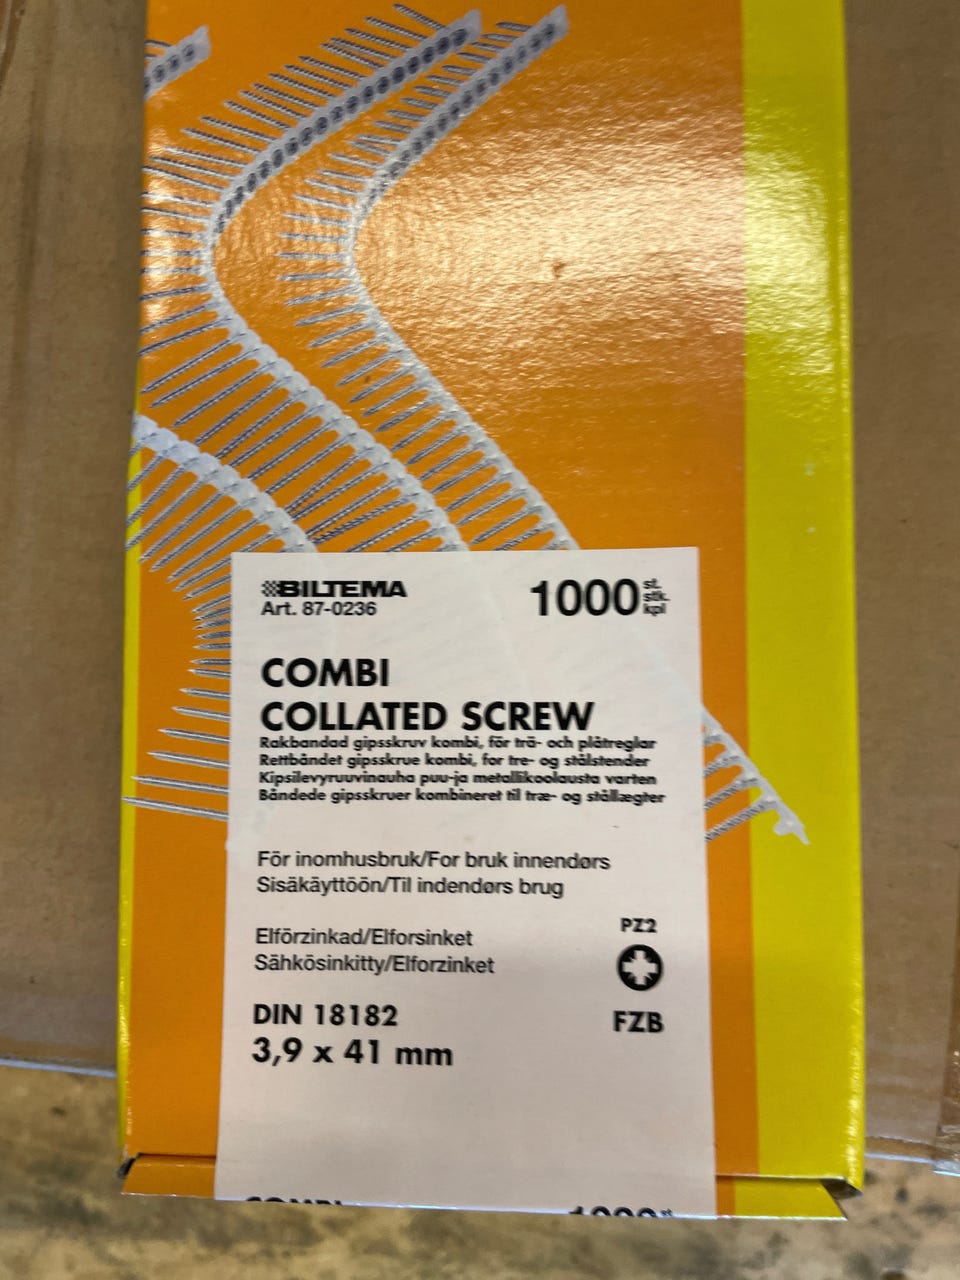 BILTEMA
Art. 87-0236
1000 st. stk. kpl
COMBI
COLLATED SCREW
Rakbandad gipsskruv kombi, för trä- och plåtreglar
Rettbåndet gipsskrue kombi, for tre- og stålstender
Kipsilevyruuvinauha puu-ja metallikoolausta varten
Båndede gipsskruer kombineret til træ- og stållægter
För inomhusbruk/For bruk innendørs
Sisäkäyttöön/Til indendørs brug
Elförzinkad/Elforsinket
Sähkösinkitty/Elforzinket
PZ2
DIN 18182
FZB
3,9 x 41 mm
COMBI
1000 st